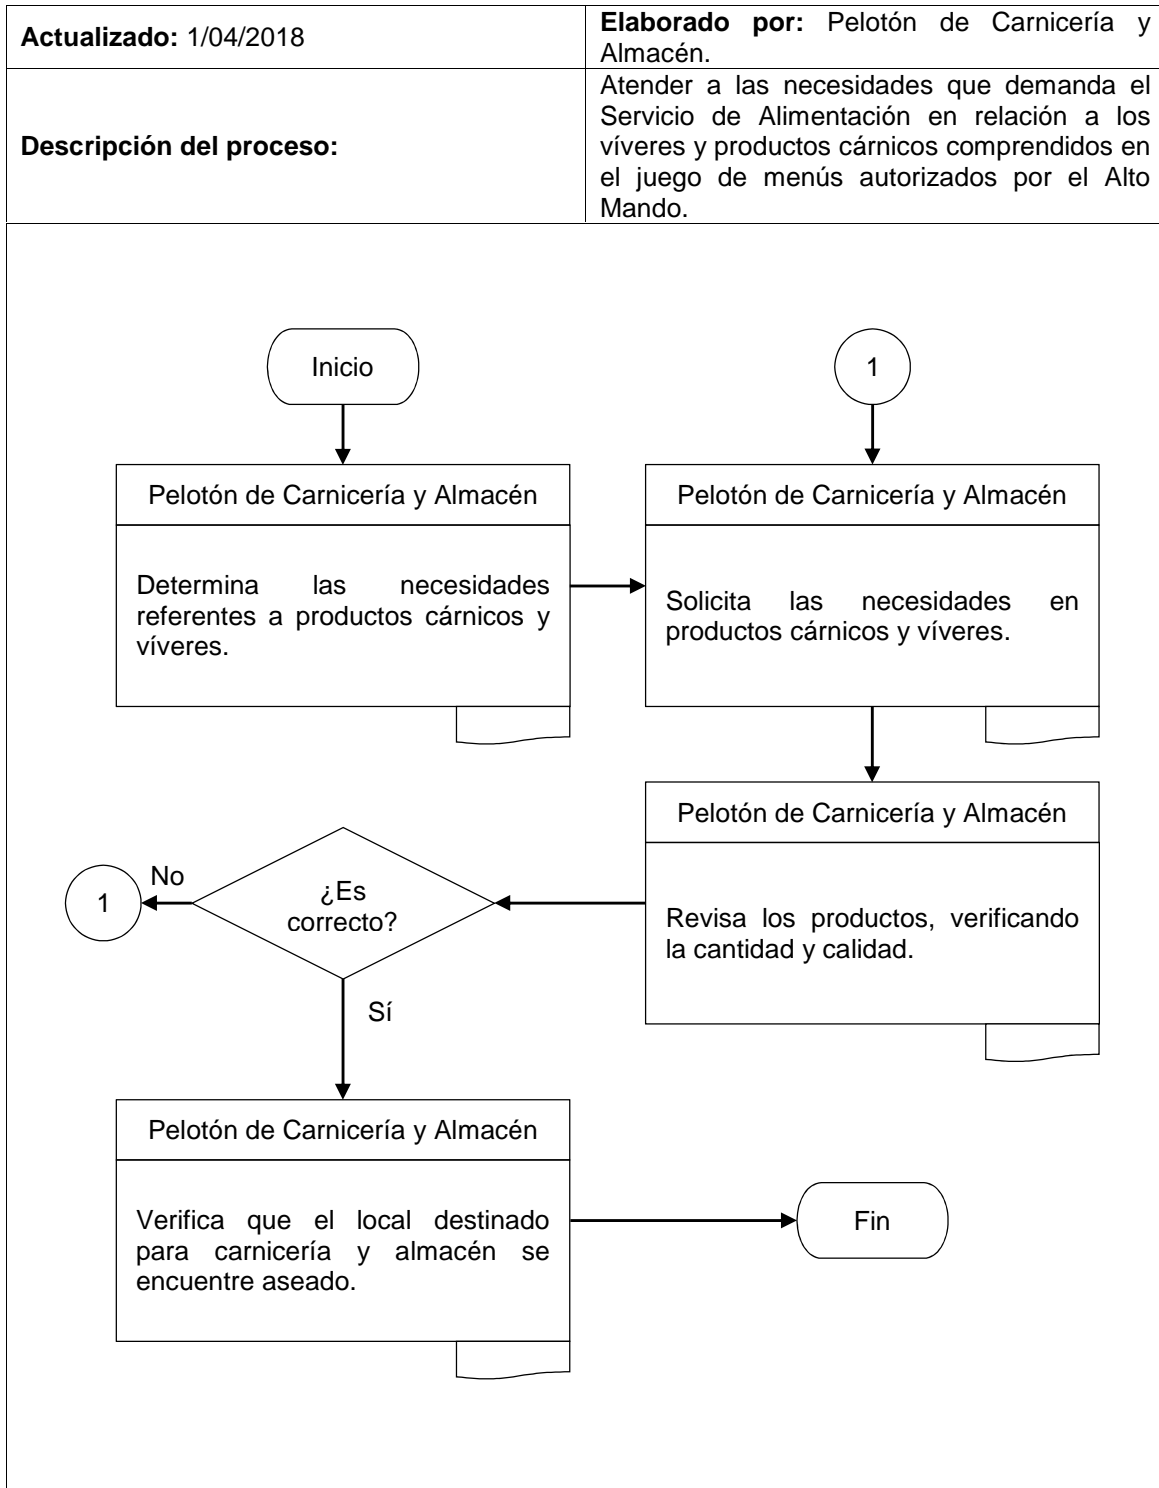 Actualizado: 1/04/2018
Elaborado por: Pelotón de Carnicería y
Almacén.
Descripción del proceso:
Atender a las necesidades que demanda el
Servicio de Alimentación en relación a los
víveres y productos cárnicos comprendidos en
el juego de menús autorizados por el Alto
Mando.
Inicio
1
Pelotón de Carnicería y Almacén
Determina las necesidades
referentes a productos cárnicos y
víveres.
Pelotón de Carnicería y Almacén
Solicita las necesidades en
productos cárnicos y víveres.
Pelotón de Carnicería y Almacén
Revisa los productos, verificando
la cantidad y calidad.
¿Es
correcto?
No
1
Sí
Pelotón de Carnicería y Almacén
Verifica que el local destinado
para carnicería y almacén se
encuentre aseado.
Fin